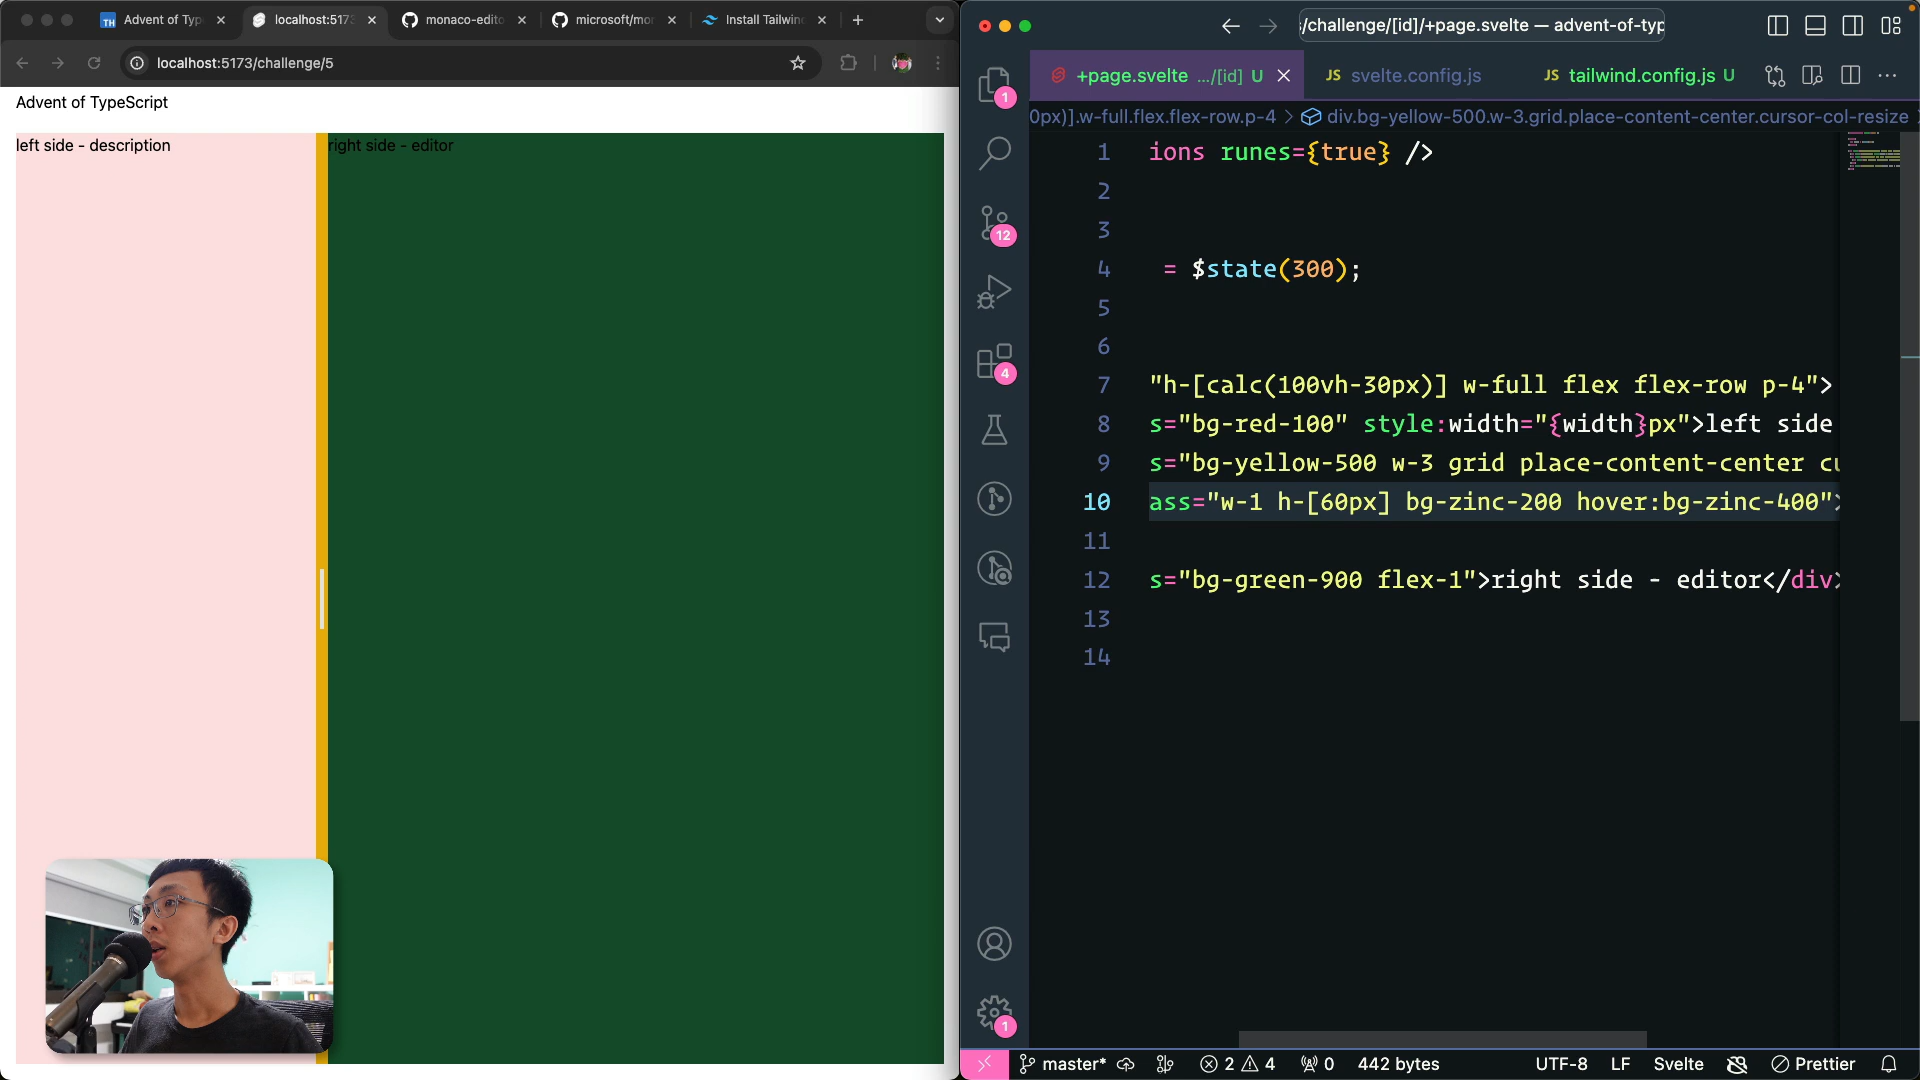 Advent of Typ
localhost:5173
monaco-edito
microsoft/mon
Install Tailwin
localhost:5173/challenge/5
Advent of TypeScript
left side - description
right side - editor
/challenge/[id]/+page.svelte — advent-of-typ
+page.svelte .../[id] U
JS svelte.config.js
JS tailwind.config.js U
0px)].w-full.flex.flex-row.p-4 > div.bg-yellow-500.w-3.grid.place-content-center.cursor-col-resize
1 ions runes={true} />
2
3
4 = $state(300);
5
6
7 "h-[calc(100vh-30px)] w-full flex flex-row p-4">
8 s="bg-red-100" style:width="{width}px">left side
9 s="bg-yellow-500 w-3 grid place-content-center cu
10 ass="w-1 h-[60px] bg-zinc-200 hover:bg-zinc-400">
11
12 s="bg-green-900 flex-1">right side - editor</div>
13
14
1
12
4
1
master* 2 4 0 442 bytes UTF-8 LF Svelte Prettier